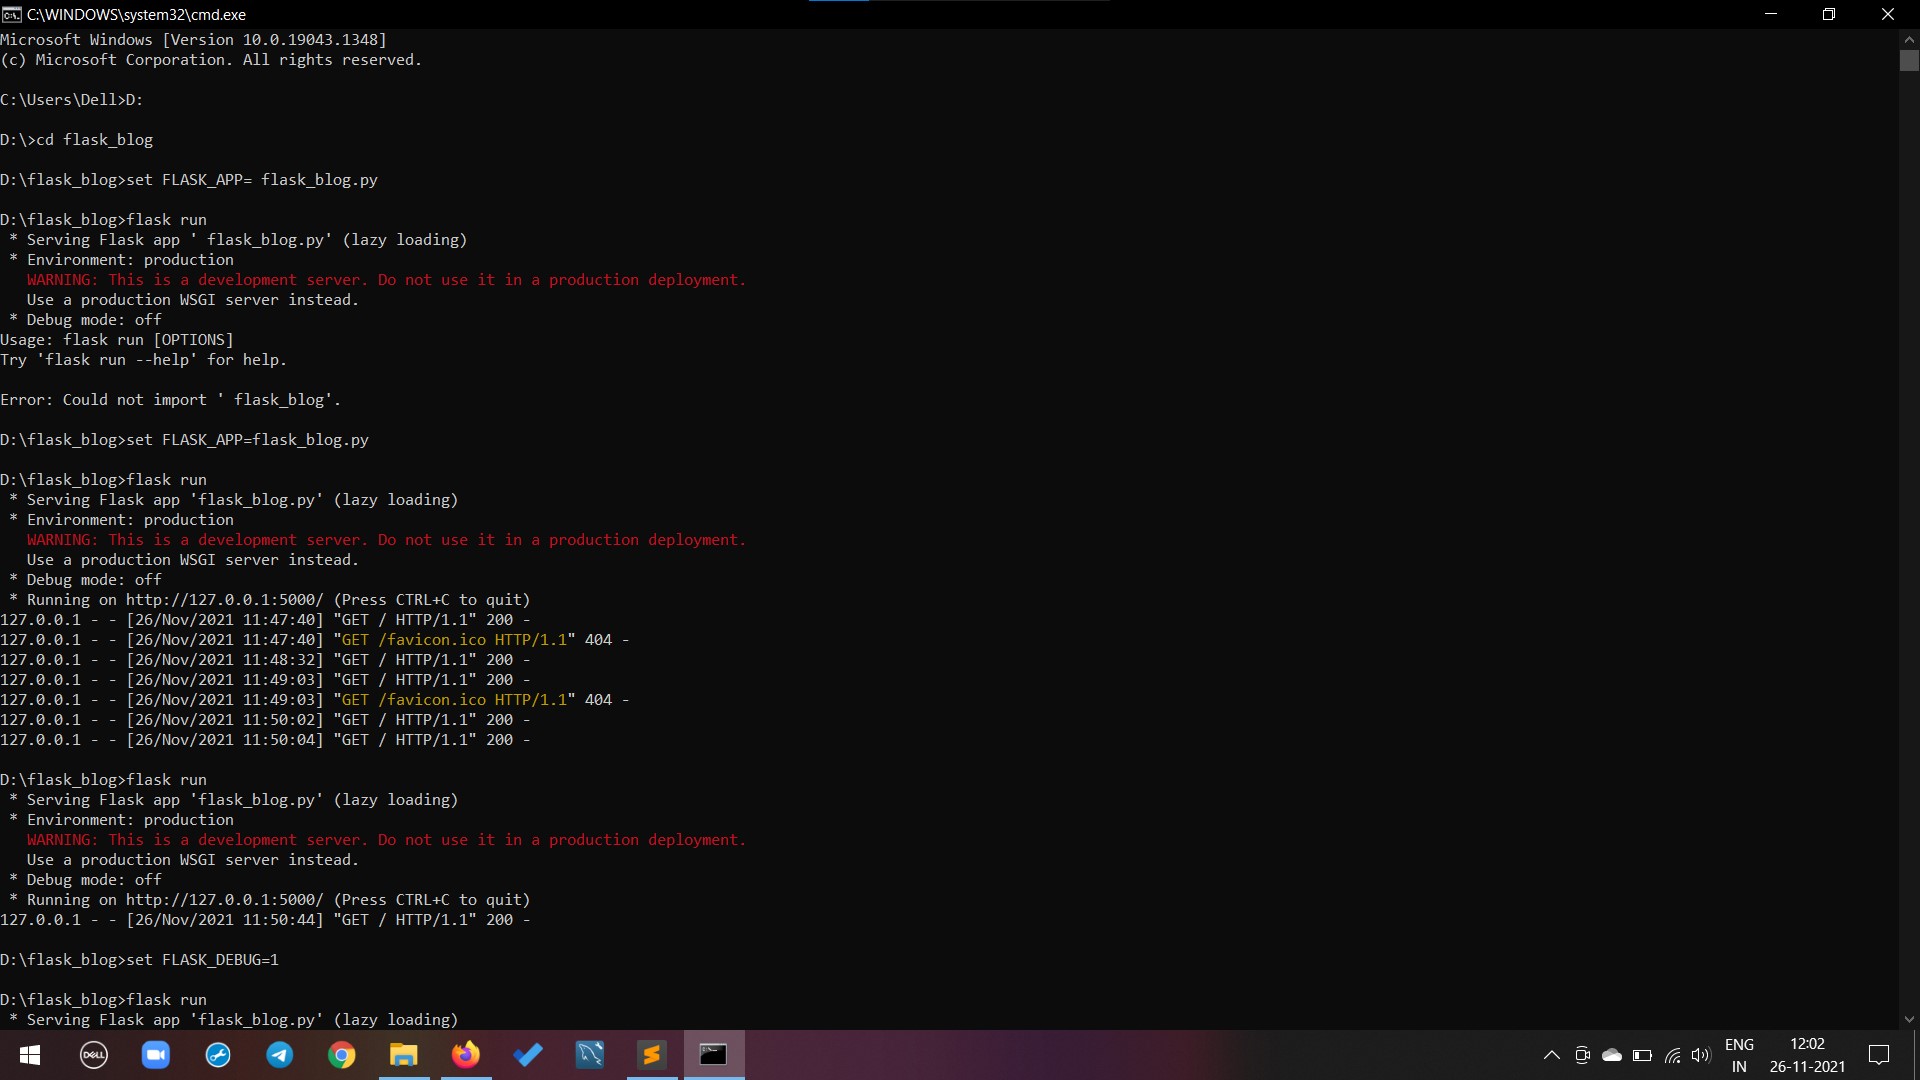 C:\WINDOWS\system32\cmd.exe
Microsoft Windows [Version 10.0.19043.1348]
(c) Microsoft Corporation. All rights reserved.
C:\Users\Dell>D:
D:\>cd flask_blog
D:\flask_blog>set FLASK_APP= flask_blog.py
D:\flask_blog>flask run
 * Serving Flask app ' flask_blog.py' (lazy loading)
 * Environment: production
   WARNING: This is a development server. Do not use it in a production deployment.
   Use a production WSGI server instead.
 * Debug mode: off
Usage: flask run [OPTIONS]
Try 'flask run --help' for help.
Error: Could not import ' flask_blog'.
D:\flask_blog>set FLASK_APP=flask_blog.py
D:\flask_blog>flask run
 * Serving Flask app 'flask_blog.py' (lazy loading)
 * Environment: production
   WARNING: This is a development server. Do not use it in a production deployment.
   Use a production WSGI server instead.
 * Debug mode: off
 * Running on http://127.0.0.1:5000/ (Press CTRL+C to quit)
127.0.0.1 - - [26/Nov/2021 11:47:40] "GET / HTTP/1.1" 200 -
127.0.0.1 - - [26/Nov/2021 11:47:40] "GET /favicon.ico HTTP/1.1" 404 -
127.0.0.1 - - [26/Nov/2021 11:48:32] "GET / HTTP/1.1" 200 -
127.0.0.1 - - [26/Nov/2021 11:49:03] "GET / HTTP/1.1" 200 -
127.0.0.1 - - [26/Nov/2021 11:49:03] "GET /favicon.ico HTTP/1.1" 404 -
127.0.0.1 - - [26/Nov/2021 11:50:02] "GET / HTTP/1.1" 200 -
127.0.0.1 - - [26/Nov/2021 11:50:04] "GET / HTTP/1.1" 200 -
D:\flask_blog>flask run
 * Serving Flask app 'flask_blog.py' (lazy loading)
 * Environment: production
   WARNING: This is a development server. Do not use it in a production deployment.
   Use a production WSGI server instead.
 * Debug mode: off
 * Running on http://127.0.0.1:5000/ (Press CTRL+C to quit)
127.0.0.1 - - [26/Nov/2021 11:50:44] "GET / HTTP/1.1" 200 -
D:\flask_blog>set FLASK_DEBUG=1
D:\flask_blog>flask run
 * Serving Flask app 'flask_blog.py' (lazy loading)
DELL
ENG
IN
12:02
26-11-2021